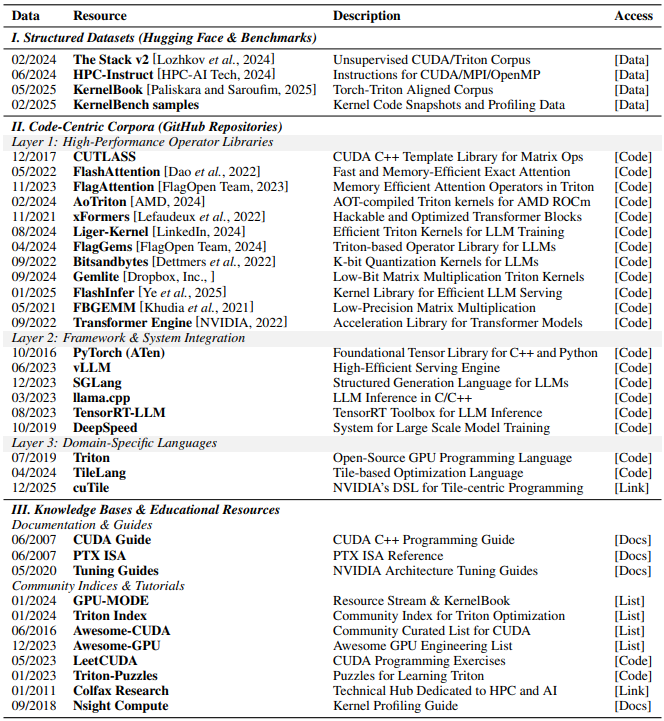 Data Resource Description Access
I. Structured Datasets (Hugging Face & Benchmarks)
02/2024 The Stack v2 [Lozhkov et al., 2024] Unsupervised CUDA/Triton Corpus [Data]
06/2024 HPC-Instruct [HPC-AI Tech, 2024] Instructions for CUDA/MPI/OpenMP [Data]
05/2025 KernelBook [Paliskara and Saroufim, 2025] Torch-Triton Aligned Corpus [Data]
02/2025 KernelBench samples Kernel Code Snapshots and Profiling Data [Data]
II. Code-Centric Corpora (GitHub Repositories)
Layer 1: High-Performance Operator Libraries
12/2017 CUTLASS CUDA C++ Template Library for Matrix Ops [Code]
05/2022 FlashAttention [Dao et al., 2022] Fast and Memory-Efficient Exact Attention [Code]
11/2023 FlagAttention [FlagOpen Team, 2023] Memory Efficient Attention Operators in Triton [Code]
02/2024 AoTriton [AMD, 2024] AOT-compiled Triton kernels for AMD ROCm [Code]
11/2021 xFormers [Lefaudeux et al., 2022] Hackable and Optimized Transformer Blocks [Code]
08/2024 Liger-Kernel [LinkedIn, 2024] Efficient Triton Kernels for LLM Training [Code]
04/2024 FlagGems [FlagOpen Team, 2024] Triton-based Operator Library for LLMs [Code]
09/2022 Bitsandbytes [Dettmers et al., 2022] K-bit Quantization Kernels for LLMs [Code]
09/2024 Gemlite [Dropbox, Inc., ] Low-Bit Matrix Multiplication Triton Kernels [Code]
01/2025 FlashInfer [Ye et al., 2025] Kernel Library for Efficient LLM Serving [Code]
05/2021 FBGEMM [Khudia et al., 2021] Low-Precision Matrix Multiplication [Code]
09/2022 Transformer Engine [NVIDIA, 2022] Acceleration Library for Transformer Models [Code]
Layer 2: Framework & System Integration
10/2016 PyTorch (ATen) Foundational Tensor Library for C++ and Python [Code]
06/2023 vLLM High-Efficient Serving Engine [Code]
12/2023 SGLang Structured Generation Language for LLMs [Code]
03/2023 llama.cpp LLM Inference in C/C++ [Code]
08/2023 TensorRT-LLM TensorRT Toolbox for LLM Inference [Code]
10/2019 DeepSpeed System for Large Scale Model Training [Code]
Layer 3: Domain-Specific Languages
07/2019 Triton Open-Source GPU Programming Language [Code]
04/2024 TileLang Tile-based Optimization Language [Code]
12/2025 cuTile NVIDIA's DSL for Tile-centric Programming [Link]
III. Knowledge Bases & Educational Resources
Documentation & Guides
06/2007 CUDA Guide CUDA C++ Programming Guide [Docs]
06/2007 PTX ISA PTX ISA Reference [Docs]
05/2020 Tuning Guides NVIDIA Architecture Tuning Guides [Docs]
Community Indices & Tutorials
01/2024 GPU-MODE Resource Stream & KernelBook [List]
01/2024 Triton Index Community Index for Triton Optimization [List]
06/2016 Awesome-CUDA Community Curated List for CUDA [List]
12/2023 Awesome-GPU Awesome GPU Engineering List [List]
05/2023 LeetCUDA CUDA Programming Exercises [Code]
01/2023 Triton-Puzzles Puzzles for Learning Triton [Code]
01/2011 Colfax Research Technical Hub Dedicated to HPC and AI [Link]
09/2018 Nsight Compute Kernel Profiling Guide [Docs]